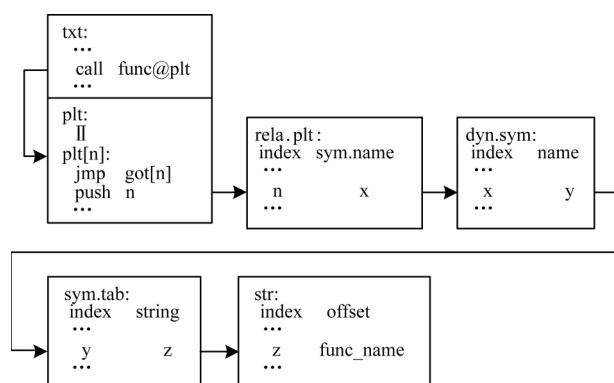 txt:
...
call func@plt
...
plt:
II
plt[n]:
jmp got[n]
push n
...
rela.plt:
index sym.name
...
n x
...
dyn.sym:
index name
...
x y
...
sym.tab:
index string
...
y z
...
str:
index offset
...
z func_name
...